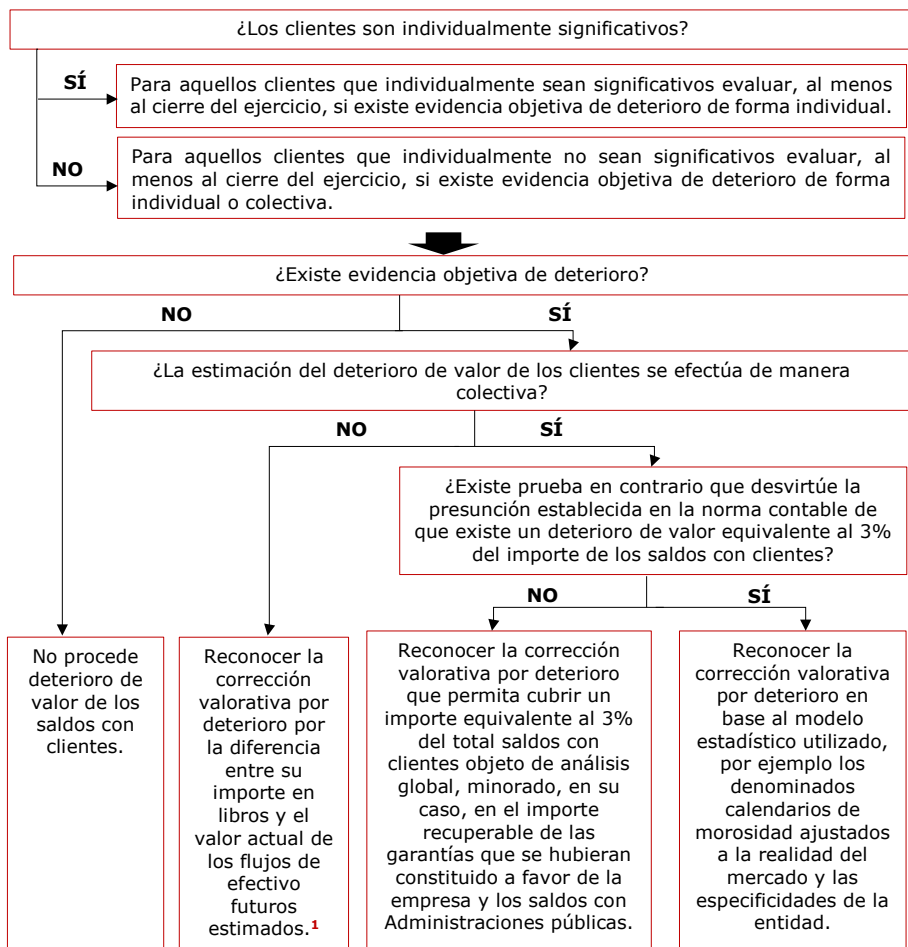 ¿Los clientes son individualmente significativos?
SÍ
Para aquellos clientes que individualmente sean significativos evaluar, al menos
al cierre del ejercicio, si existe evidencia objetiva de deterioro de forma individual.
NO
Para aquellos clientes que individualmente no sean significativos evaluar, al
menos al cierre del ejercicio, si existe evidencia objetiva de deterioro de forma
individual o colectiva.
¿Existe evidencia objetiva de deterioro?
NO
SÍ
¿La estimación del deterioro de valor de los clientes se efectúa de manera
colectiva?
NO
SÍ
¿Existe prueba en contrario que desvirtúe la
presunción establecida en la norma contable de
que existe un deterioro de valor equivalente al 3%
del importe de los saldos con clientes?
NO
SÍ
No procede
deterioro de
valor de los
saldos con
clientes.
Reconocer la
corrección
valorativa por
deterioro por
la diferencia
entre su
importe en
libros y el
valor actual de
los flujos de
efectivo
futuros
estimados.1
Reconocer la corrección
valorativa por deterioro
que permita cubrir un
importe equivalente al 3%
del total saldos con
clientes objeto de análisis
global, minorado, en su
caso, en el importe
recuperable de las
garantías que se hubieran
constituido a favor de la
empresa y los saldos con
Administraciones públicas.
Reconocer la
corrección valorativa
por deterioro en
base al modelo
estadístico utilizado,
por ejemplo los
denominados
calendarios de
morosidad ajustados
a la realidad del
mercado y las
especificidades de la
entidad.